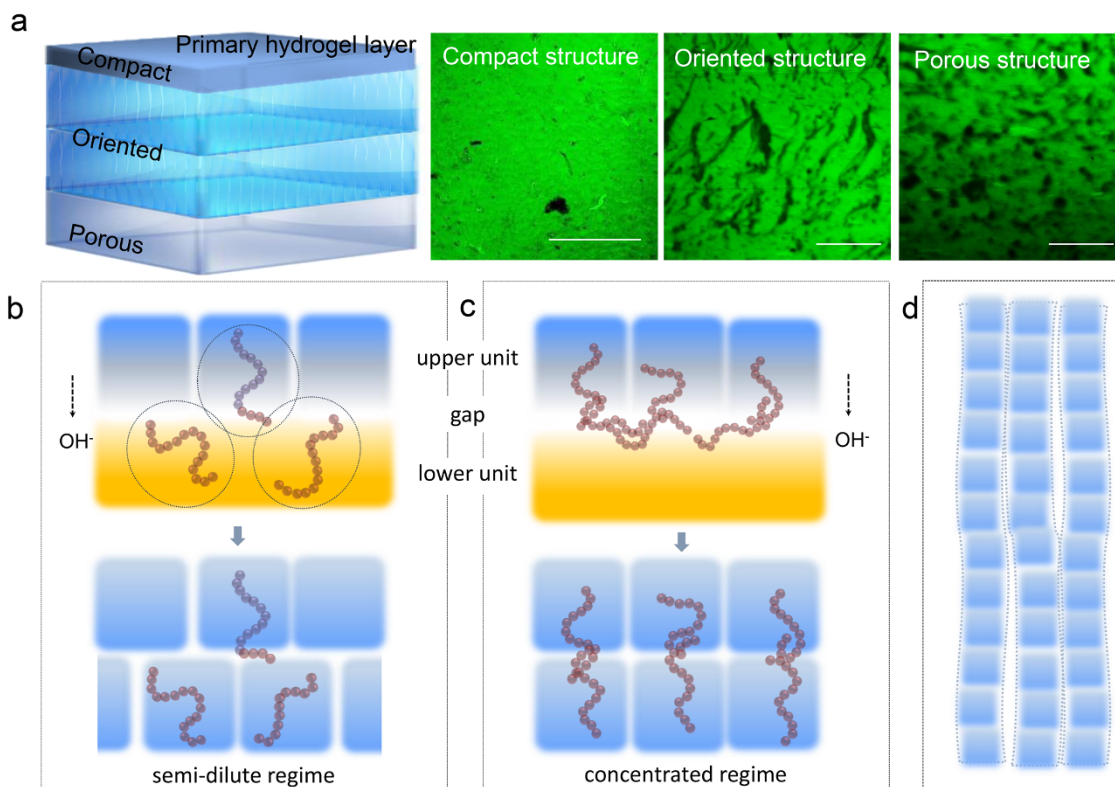 a
Primary hydrogel layer
Compact
Oriented
Porous
Compact structure
Oriented structure
Porous structure
b
OH-
semi-dilute regime
upper unit
gap
lower unit
c
OH-
concentrated regime
d